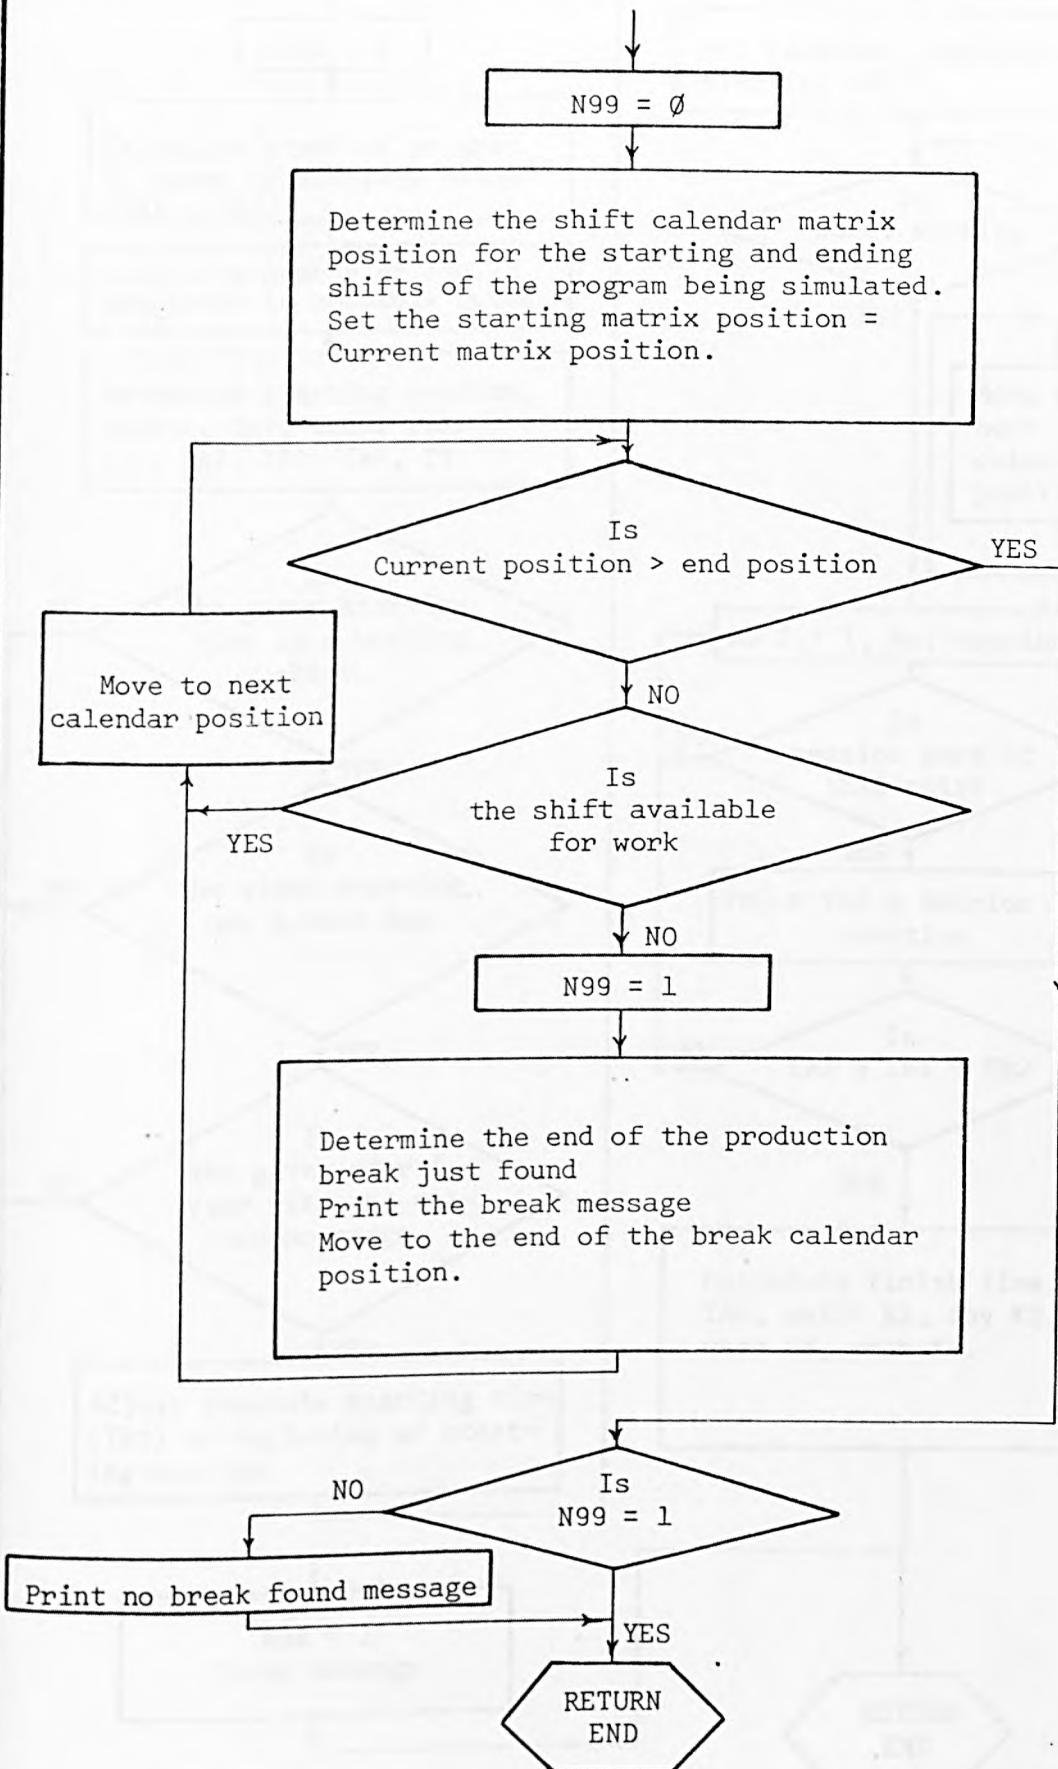 N99 = Ø
Determine the shift calendar matrix
position for the starting and ending
shifts of the program being simulated.
Set the starting matrix position =
Current matrix position.
Is
Current position > end position
YES
NO
Move to next
calendar position
Is
the shift available
for work
YES
NO
N99 = 1
Determine the end of the production
break just found
Print the break message
Move to the end of the break calendar
position.
Is
N99 = 1
NO
Print no break found message
YES
RETURN
END